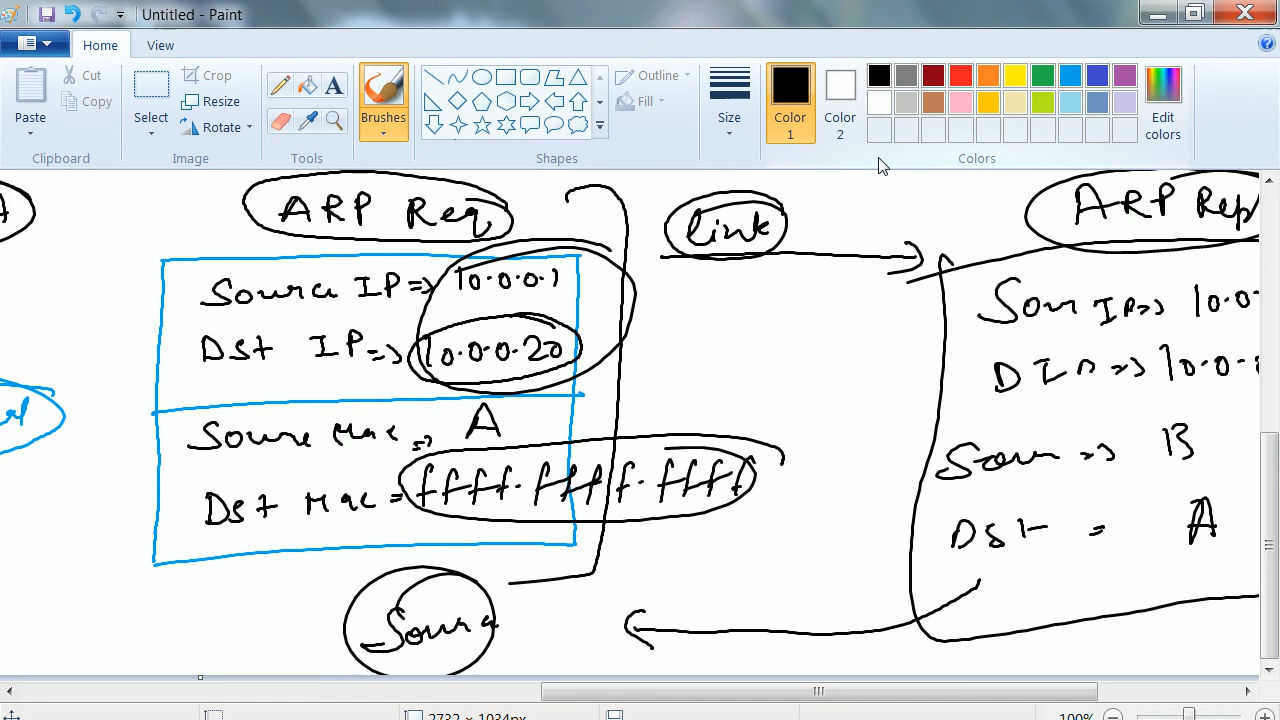 Untitled - Paint
Home View
Paste
Cut
Copy
Clipboard
Select
Crop
Resize
Rotate
Image
Tools
Brushes
Shapes
Outline
Fill
Size
Color 1
Color 2
Edit colors
Colors
A
ARP Req
Source IP => 10.0.0.1
Dst IP => 10.0.0.20
Source Mac => A
Dst Mac = ffff.ffff.ffff
Source
link
ARP Rep
Sour IP => 10.0.
D IP => 10.0.
Sour => B
Dst = A
2732 × 1034px
100%